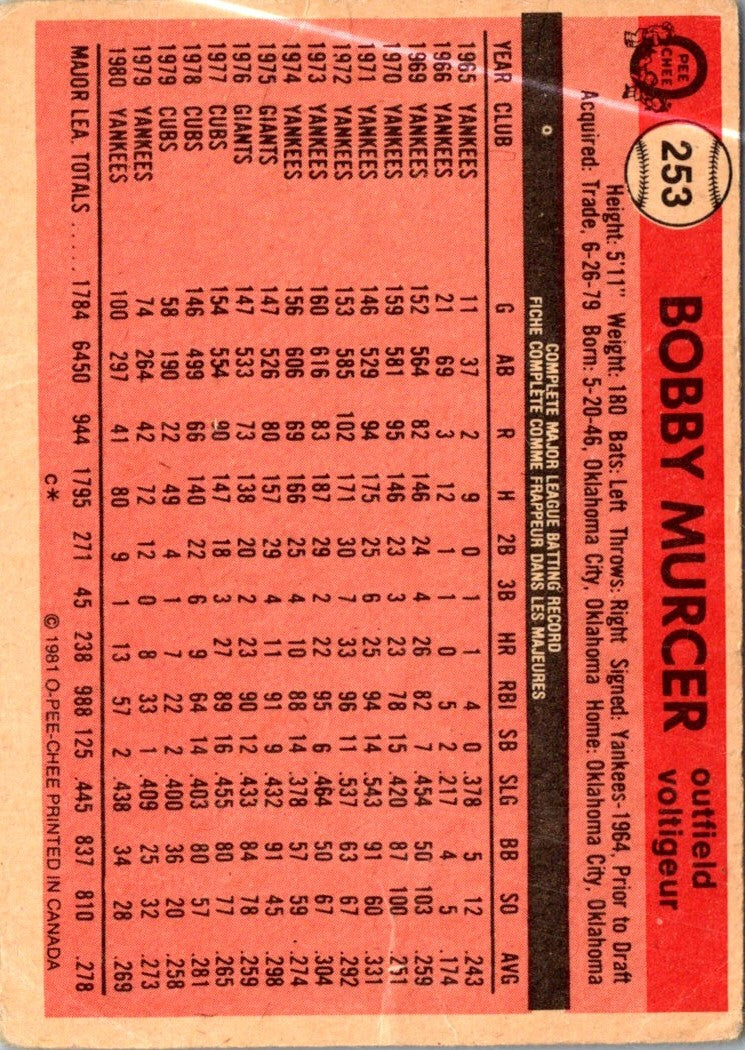 O PEE CHEE
253
BOBBY MURCER
outfield
voltigeur
Height: 5'11" Weight: 180 Bats: Left Throws: Right Signed: Yankees-1964, Prior to Draft
Acquired: Trade, 6-26-79 Born: 5-20-46, Oklahoma City, Oklahoma Home: Oklahoma City, Oklahoma
COMPLETE MAJOR LEAGUE BATTING RECORD
FICHE COMPLÈTE COMME FRAPPEUR DANS LES MAJEURES
YEAR CLUB G AB R H 2B 3B HR RBI SB SLG BB SO AVG
1965 YANKEES 11 37 2 9 0 1 1 4 0 .378 5 12 .243
1966 YANKEES 21 69 3 12 1 1 0 5 2 .217 4 5 .174
1969 YANKEES 152 564 82 146 24 4 26 82 7 .454 50 103 .259
1970 YANKEES 159 581 95 146 23 3 23 78 15 .420 87 100 .251
1971 YANKEES 146 529 94 175 25 6 25 94 14 .543 91 60 .331
1972 YANKEES 153 585 102 171 30 7 33 96 11 .537 63 67 .292
1973 YANKEES 160 616 83 187 29 2 22 95 6 .464 50 67 .304
1974 YANKEES 156 606 69 166 25 4 10 88 14 .378 57 59 .274
1975 GIANTS 147 526 80 157 29 4 11 91 9 .432 91 45 .298
1976 GIANTS 147 533 73 138 20 2 23 90 12 .433 84 78 .259
1977 CUBS 154 554 90 147 18 3 27 89 16 .455 80 77 .265
1978 CUBS 146 499 66 140 22 6 9 64 14 .403 80 57 .281
1979 CUBS 58 190 22 49 4 1 7 22 2 .400 36 20 .258
1979 YANKEES 74 264 42 72 12 0 8 33 1 .409 25 32 .273
1980 YANKEES 100 297 41 80 9 1 13 57 2 .438 34 28 .269
MAJOR LEA. TOTALS ..... 1784 6450 944 1795 271 45 238 988 125 .445 837 810 .278
C* © 1981 O-PEE-CHEE PRINTED IN CANADA